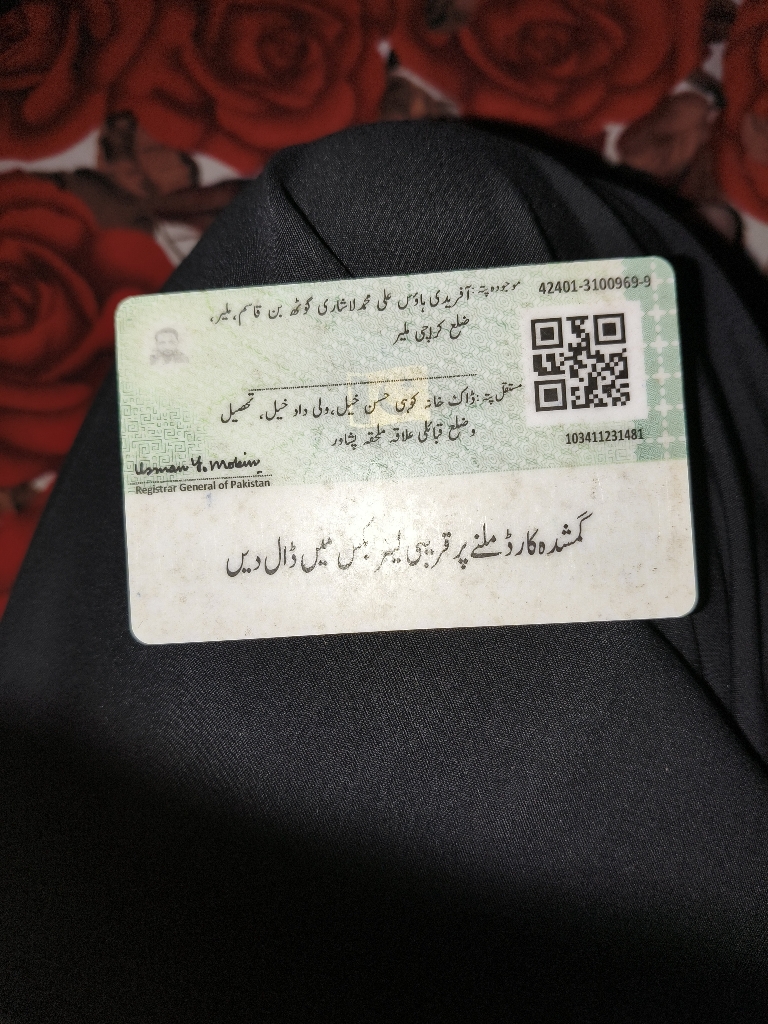 42401-3100969-9
موجودہ پتہ: آفریدی ہاؤس علی محمد لاشاری گوٹھ بن قاسم، ملیر،
ضلع کراچی ملیر
مستقل پتہ: ڈاک خانہ کوہی حسن خیل، ولی داد خیل، تحصیل
وضلع قبائلی علاقہ ملحقہ پشاور
103411231481
Usman Y. Mobin
Registrar General of Pakistan
گمشدہ کارڈ ملنے پر قریبی لیٹر بکس میں ڈال دیں